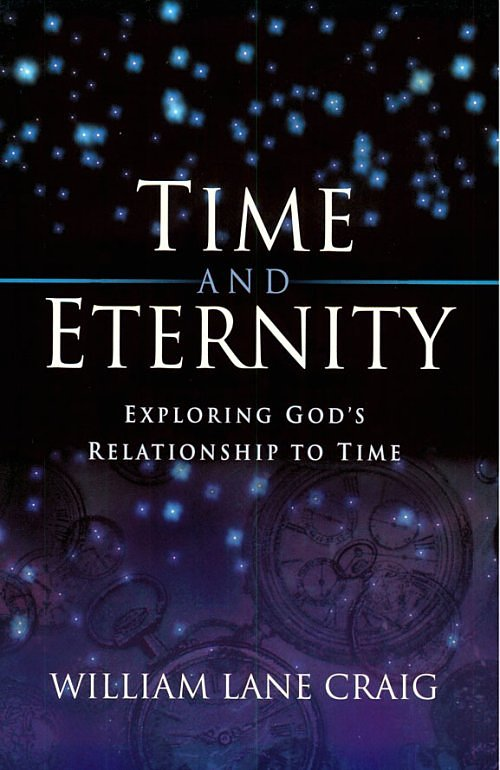 TIME
AND
ETERNITY
EXPLORING GOD'S
RELATIONSHIP TO TIME
WILLIAM LANE CRAIG